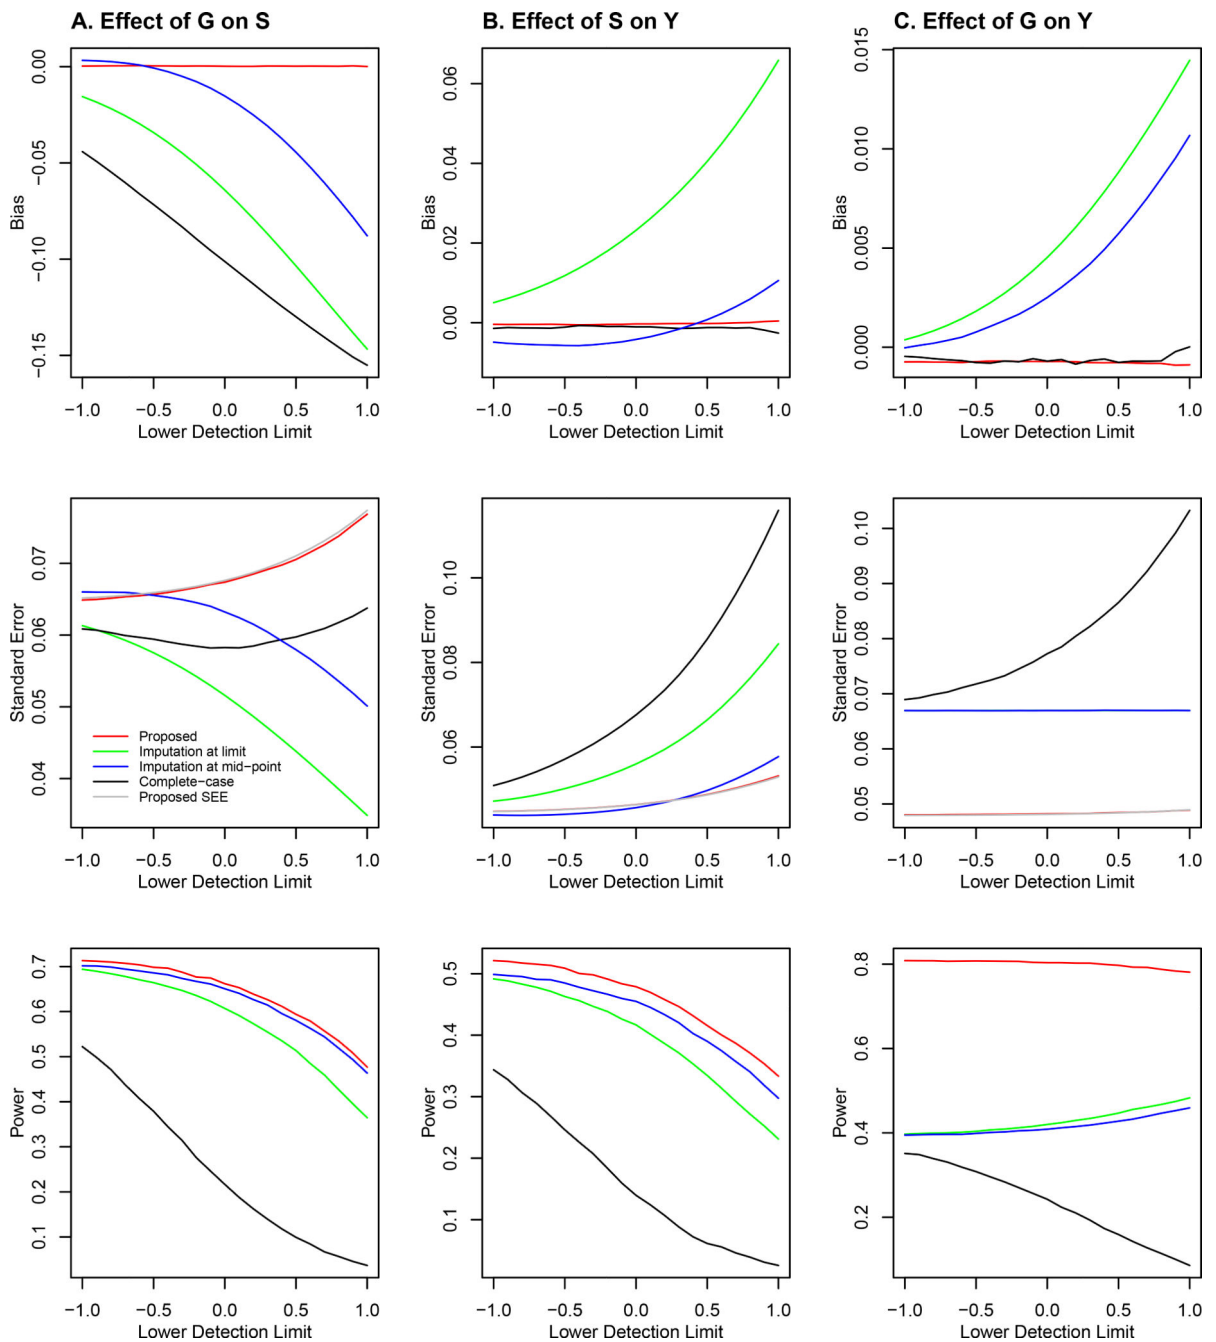 A. Effect of G on S
B. Effect of S on Y
C. Effect of G on Y
Bias
0.00
−0.05
−0.10
−0.15
−1.0 −0.5 0.0 0.5 1.0
Lower Detection Limit
Bias
0.06
0.04
0.02
0.00
−1.0 −0.5 0.0 0.5 1.0
Lower Detection Limit
Bias
0.015
0.010
0.005
0.000
−1.0 −0.5 0.0 0.5 1.0
Lower Detection Limit
Standard Error
0.07
0.06
0.05
0.04
Proposed
Imputation at limit
Imputation at mid−point
Complete−case
Proposed SEE
−1.0 −0.5 0.0 0.5 1.0
Lower Detection Limit
Standard Error
0.10
0.08
0.06
−1.0 −0.5 0.0 0.5 1.0
Lower Detection Limit
Standard Error
0.10
0.09
0.08
0.07
0.06
0.05
−1.0 −0.5 0.0 0.5 1.0
Lower Detection Limit
Power
0.7
0.6
0.5
0.4
0.3
0.2
0.1
−1.0 −0.5 0.0 0.5 1.0
Lower Detection Limit
Power
0.5
0.4
0.3
0.2
0.1
−1.0 −0.5 0.0 0.5 1.0
Lower Detection Limit
Power
0.8
0.6
0.4
0.2
−1.0 −0.5 0.0 0.5 1.0
Lower Detection Limit